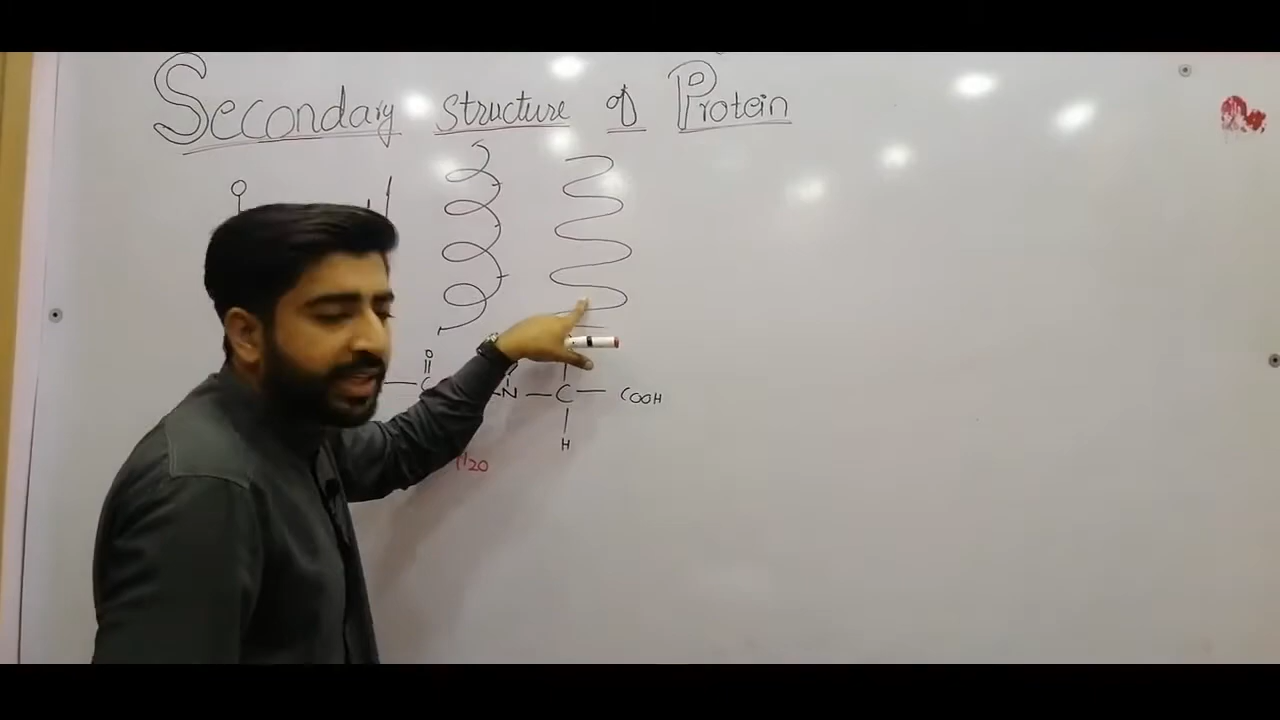 Secondary structure of Protein
O
O
C
N — C — COOH
H
H2O